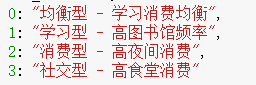 0: "均衡型 - 学习消费均衡",
1: "学习型 - 高图书馆频率",
2: "消费型 - 高夜间消费",
3: "社交型 - 高食堂消费"